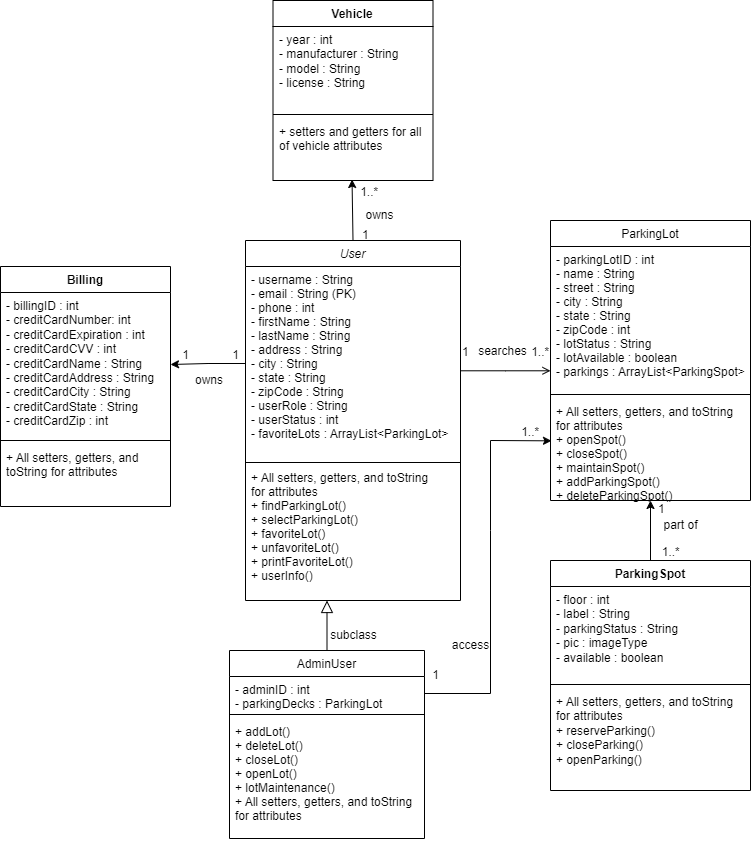 Vehicle
- year : int
- manufacturer : String
- model : String
- license : String
+ setters and getters for all
of vehicle attributes
1..*
owns
1
User
- username : String
- email : String (PK)
- phone : int
- firstName : String
- lastName : String
- address : String
- city : String
- state : String
- zipCode : String
- userRole : String
- userStatus : int
- favoriteLots : ArrayList<ParkingLot>
+ All setters, getters, and toString
for attributes
+ findParkingLot()
+ selectParkingLot()
+ favoriteLot()
+ unfavoriteLot()
+ printFavoriteLot()
+ userInfo()
Billing
- billingID : int
- creditCardNumber: int
- creditCardExpiration : int
- creditCardCVV : int
- creditCardName : String
- creditCardAddress : String
- creditCardCity : String
- creditCardState : String
- creditCardZip : int
+ All setters, getters, and
toString for attributes
1
1
owns
ParkingLot
- parkingLotID : int
- name : String
- street : String
- city : String
- state : String
- zipCode : int
- lotStatus : String
- lotAvailable : boolean
- parkings : ArrayList<ParkingSpot>
+ All setters, getters, and toString
for attributes
+ openSpot()
+ closeSpot()
+ maintainSpot()
+ addParkingSpot()
+ deleteParkingSpot()
1 searches 1..*
1..*
access
1
1
part of
1..*
ParkingSpot
- floor : int
- label : String
- parkingStatus : String
- pic : imageType
- available : boolean
+ All setters, getters, and toString
for attributes
+ reserveParking()
+ closeParking()
+ openParking()
subclass
AdminUser
- adminID : int
- parkingDecks : ParkingLot
+ addLot()
+ deleteLot()
+ closeLot()
+ openLot()
+ lotMaintenance()
+ All setters, getters, and toString
for attributes